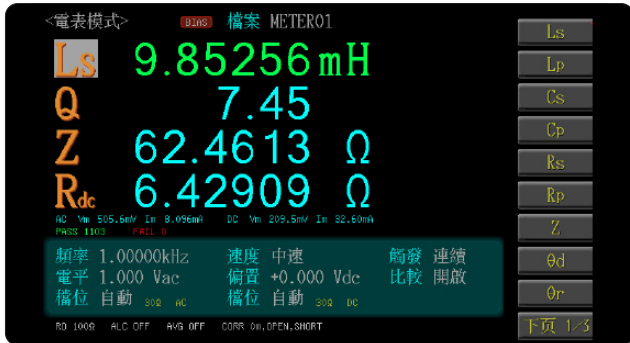 <電表模式> BIAS 檔案 METER01
Ls 9.85256 mH
Q 7.45
Z 62.4613 Ω
Rdc 6.42909 Ω
AC Vm 505.6mV Im 8.096mA DC Vm 209.5mV Im 32.60mA
PASS 1103 FAIL 0
頻率 1.00000kHz 速度 中速 觸發 連續
電平 1.000 Vac 偏置 +0.000 Vdc 比較 開啟
檔位 自動 30Ω AC 檔位 自動 30Ω DC
RO 100Ω ALC OFF AVG OFF CORR 0m,OPEN,SHORT
Ls
Lp
Cs
Cp
Rs
Rp
Z
θd
θr
下页 1/3